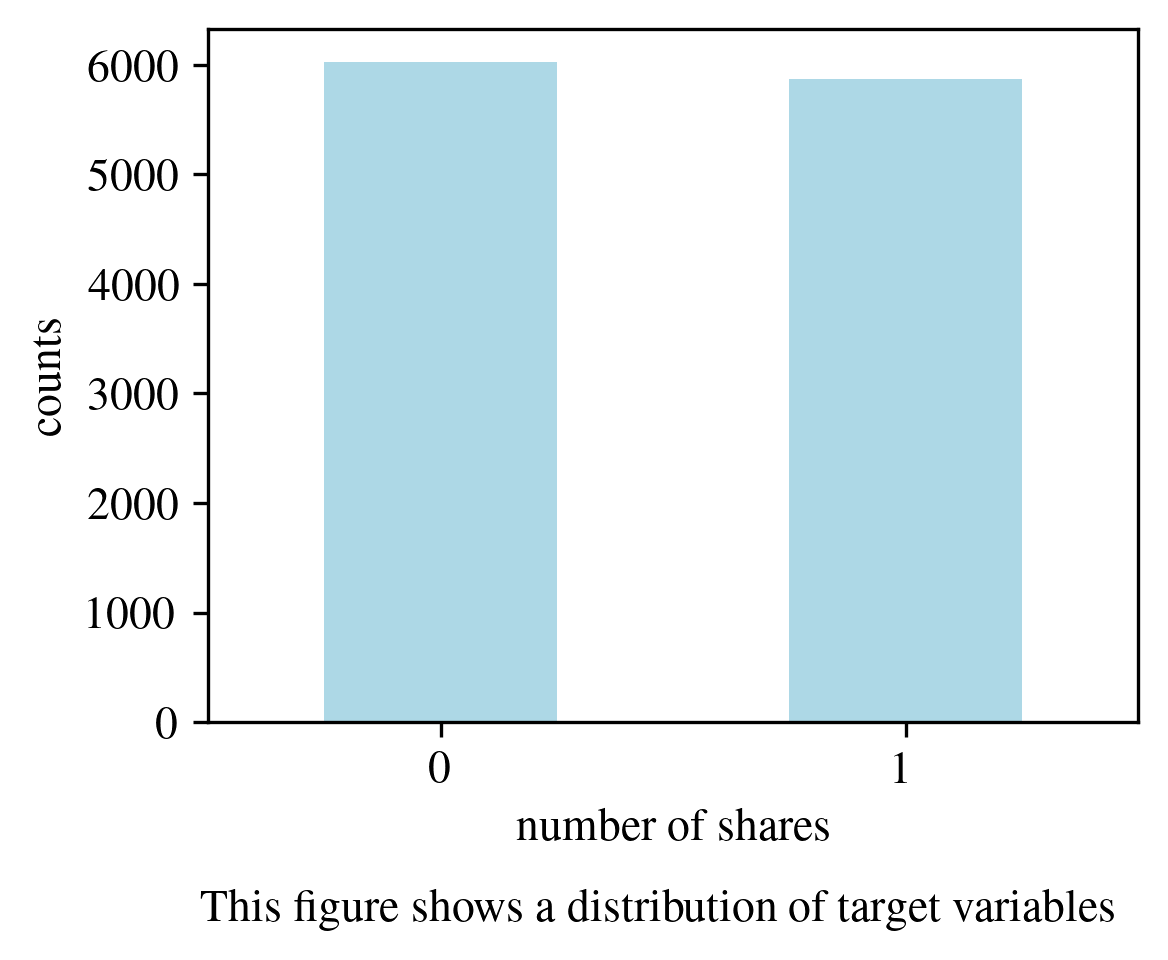 6000
5000
4000
3000
2000
1000
0
counts
0 1
number of shares
This figure shows a distribution of target variables